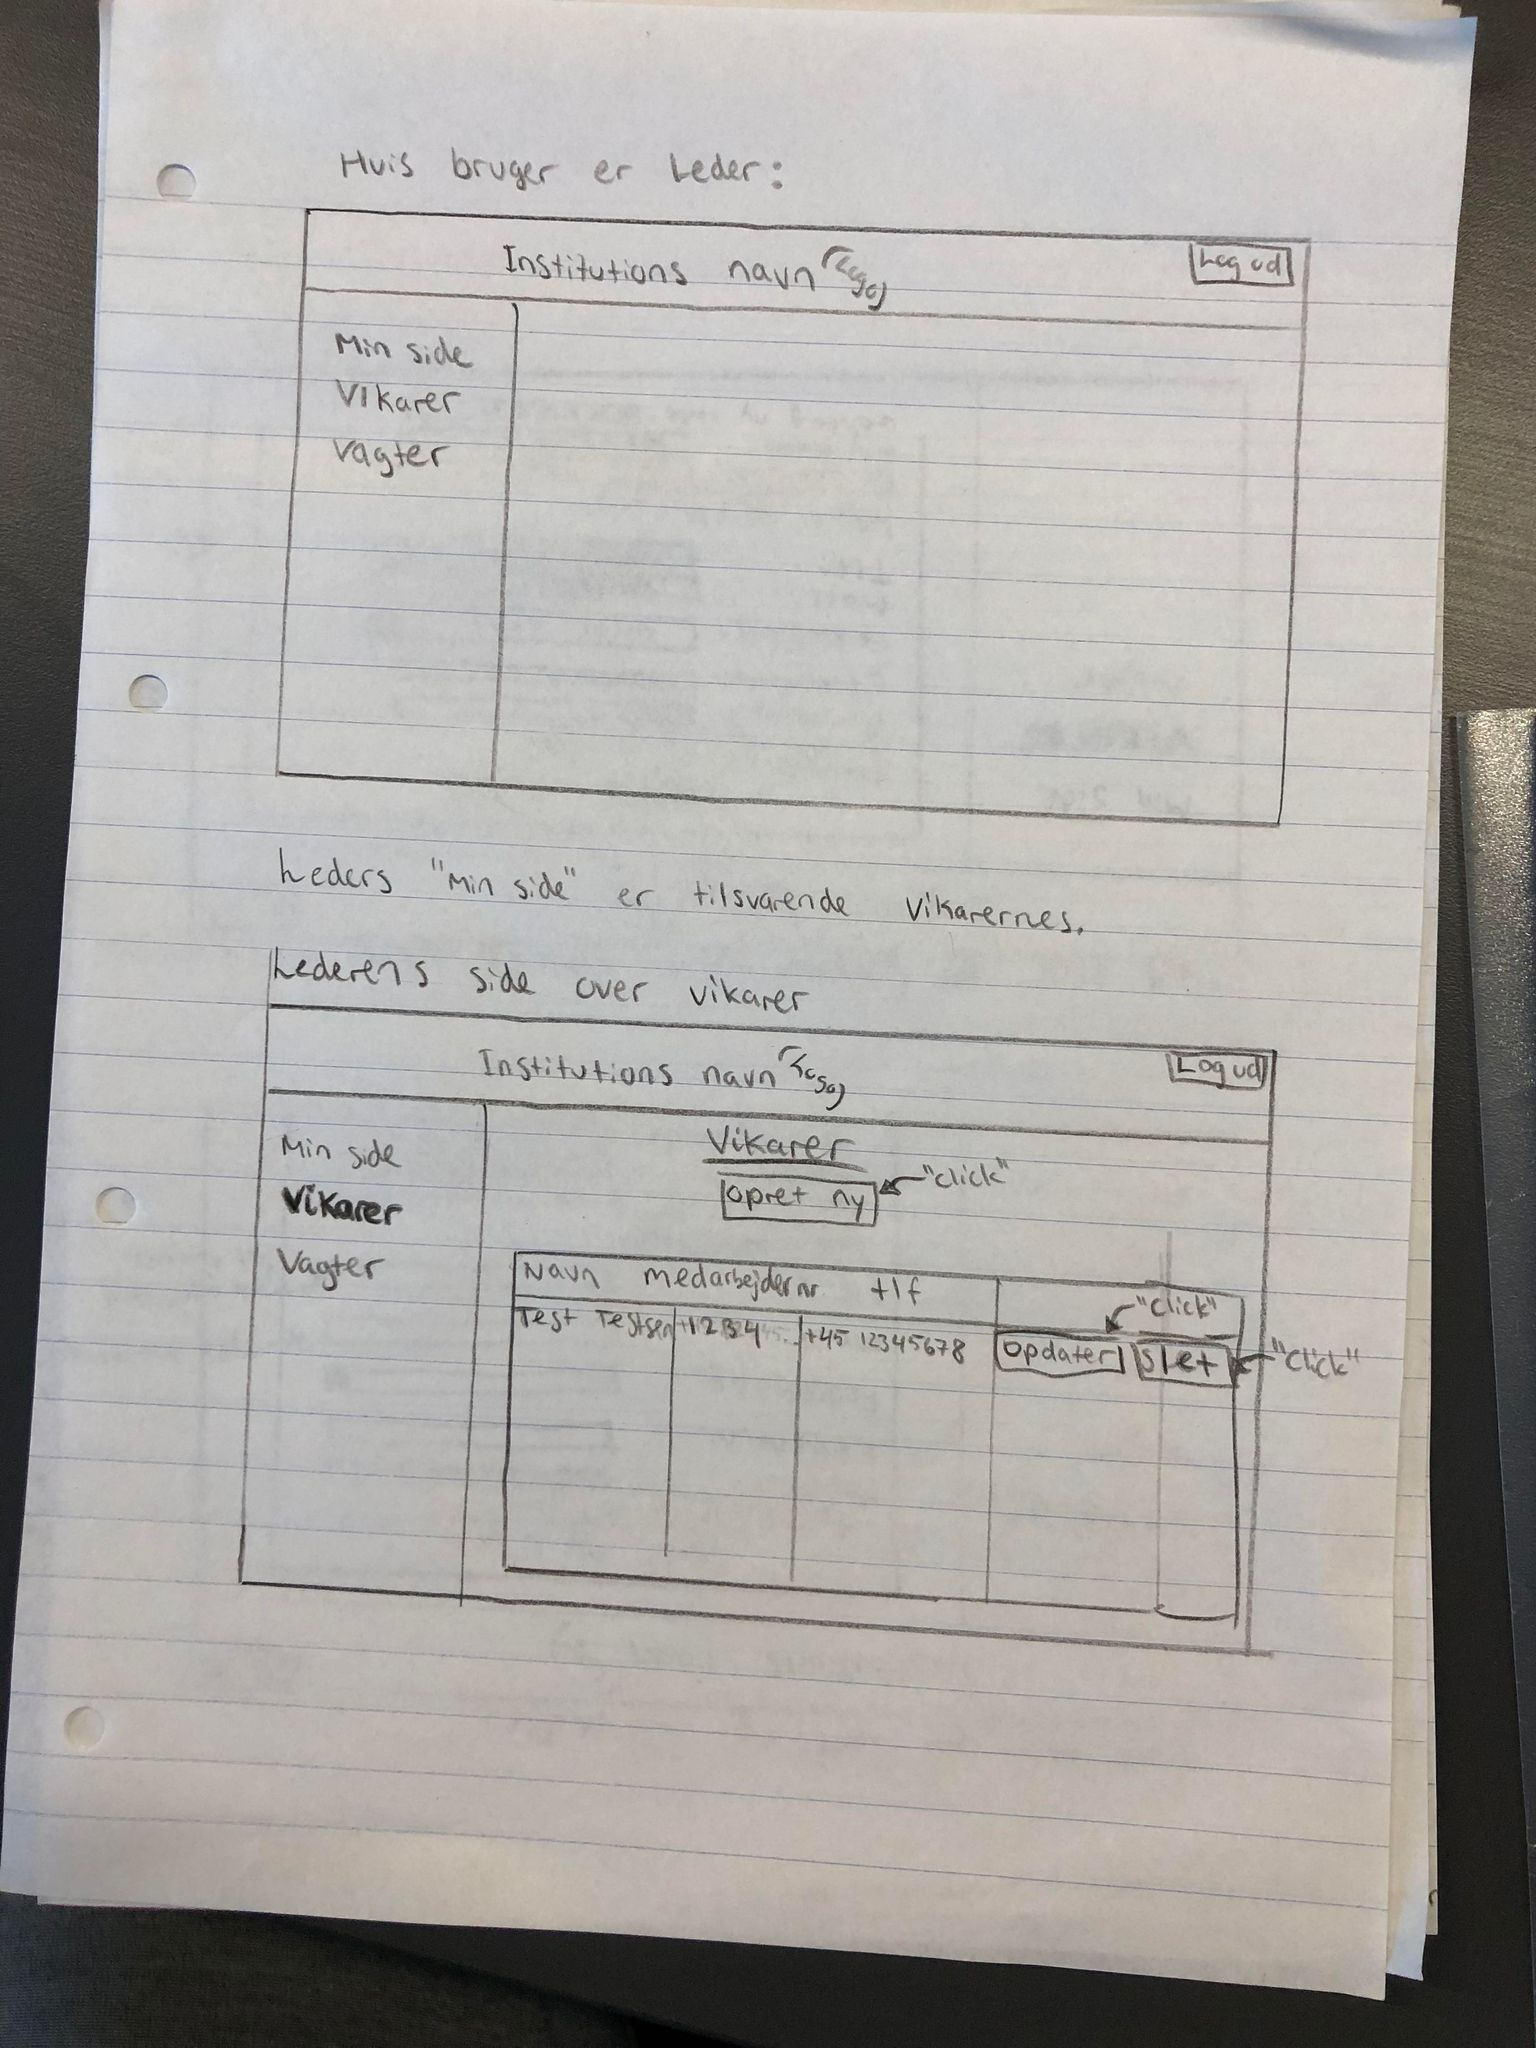 Hvis bruger er Leder:
Institutions navn (Logo)
Log ud
Min side
Vikarer
Vagter
Leders "Min side" er tilsvarende vikarernes.
Lederens side over vikarer
Institutions navn (Logo)
Log ud
Min side
Vikarer
Vagter
Vikarer
opret ny
"click"
Navn medarbejdernr tlf
"click"
Test Testsen 1234 +45 12345678 opdater slet "click"